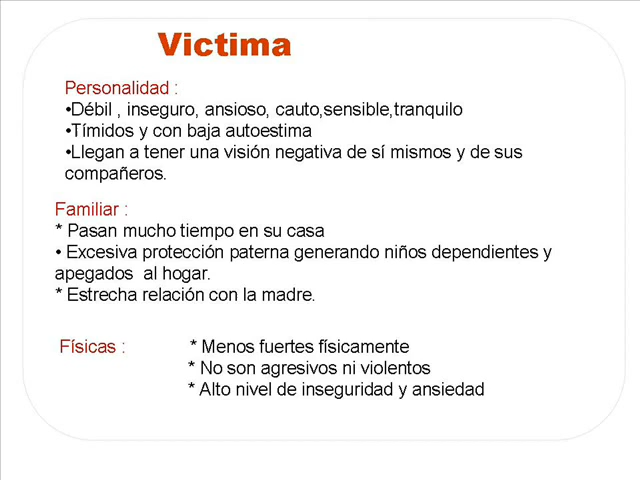 Victima
Personalidad :
•Débil , inseguro, ansioso, cauto,sensible,tranquilo
•Tímidos y con baja autoestima
•Llegan a tener una visión negativa de sí mismos y de sus
compañeros.
Familiar :
* Pasan mucho tiempo en su casa
• Excesiva protección paterna generando niños dependientes y
apegados al hogar.
* Estrecha relación con la madre.
Físicas : * Menos fuertes físicamente
* No son agresivos ni violentos
* Alto nivel de inseguridad y ansiedad